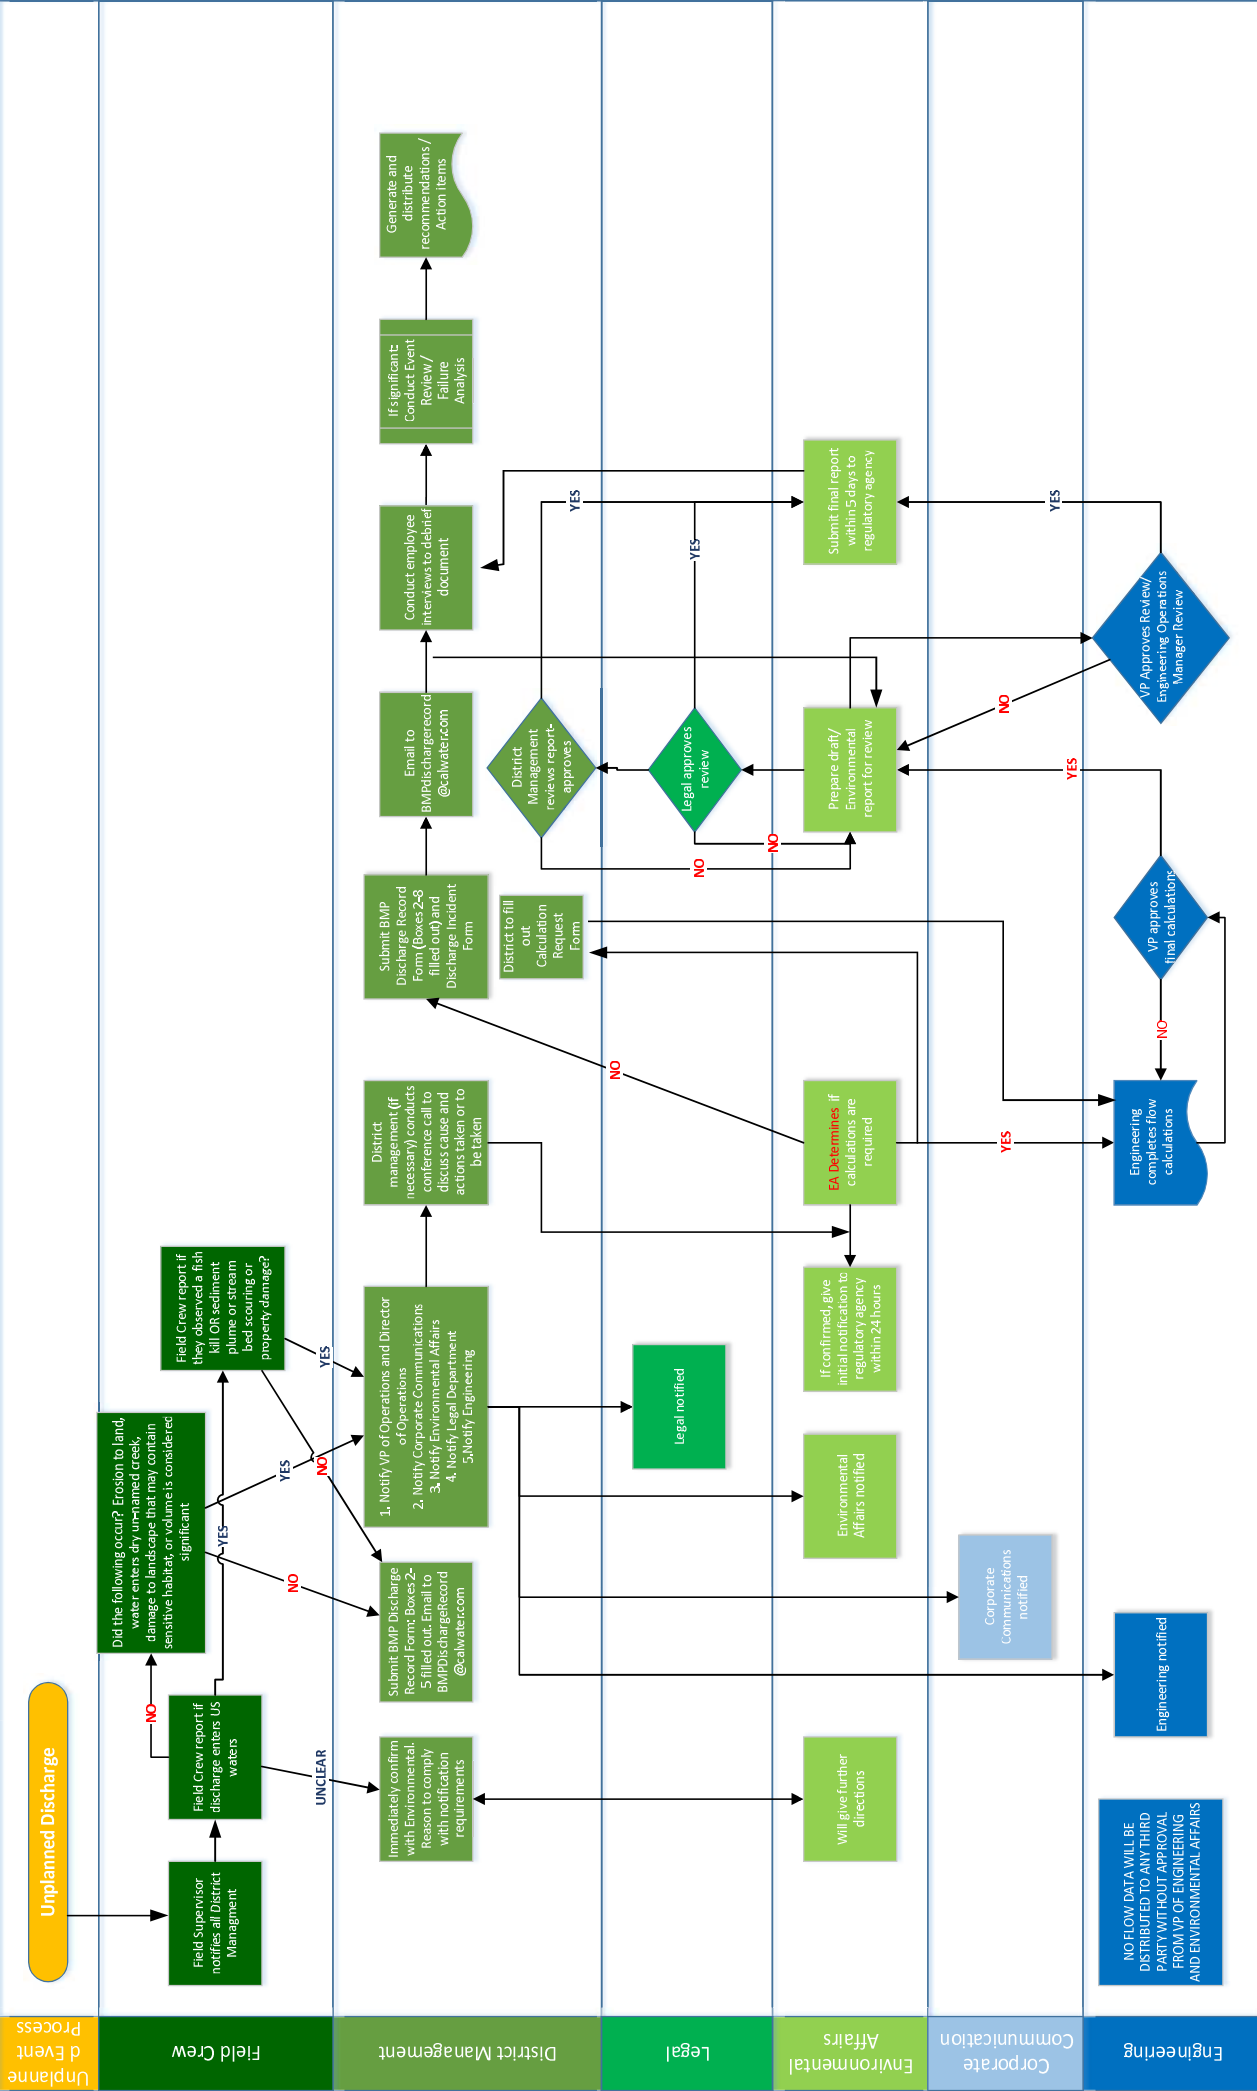 Unplanne
d Event
Process
Unplanned Discharge
Field Crew
Field Supervisor
notifies all District
Managment
Field Crew report if
discharge enters US
waters
NO
YES
UNCLEAR
Did the following occur? Erosion to land,
water enters dry un-named creek,
damage to landscape that may contain
sensitive habitat, or volume is considered
significant
YES
NO
Field Crew report if
they observed a fish
kill OR sediment
plume or stream
bed scouring or
property damage?
YES
NO
District Management
Immediately confirm
with Environmental.
Reason to comply
with notification
requirements
Submit BMP Discharge
Record Form: Boxes 2-
5 filled out. Email to
BMPDischargeRecord
@calwater.com
1. Notify VP of Operations and Director
of Operations
2. Notify Corporate Communications
3. Notify Environmental Affairs
4. Notify Legal Department
5.Notify Engineering
District
management (if
necessary) conducts
conference call to
discuss cause and
actions taken or to
be taken
Submit BMP
Discharge Record
Form (Boxes 2-8
filled out) and
Discharge Incident
Form
District to fill
out
Calculation
Request
Form
Email to
BMPdischargerecord
@calwater.com
District
Management
reviews report-
approves
YES
NO
Conduct employee
interviews to debrief
document
If significant:
Conduct Event
Review /
Failure
Analysis
Generate and
distribute
recommendations /
Action items
Legal
Legal notified
NO
Legal approves
review
YES
NO
Environmental
Affairs
Will give further
directions
Environmental
Affairs notified
If confirmed, give
initial notification to
regulatory agency
within 24 hours
EA Determines if
calculations are
required
YES
Prepare draft/
Environmental
report for review
Submit final report
within 5 days to
regulatory agency
Corporate
Communication
Corporate
Communications
notified
YES
NO
YES
Engineering
NO FLOW DATA WILL BE
DISTRIBUTED TO ANY THIRD
PARTY WITHOUT APPROVAL
FROM VP OF ENGINEERING
AND ENVIRONMENTAL AFFAIRS
Engineering notified
Engineering
completes flow
calculations
NO
VP approves
final calculations
VP Approves Review/
Engineering Operations
Manager Review